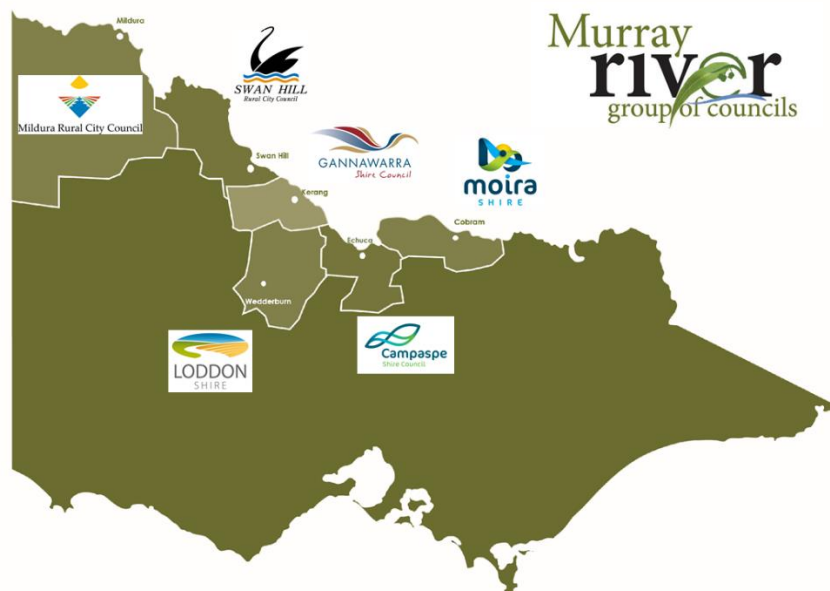 Mildura
Murray
river
group of councils
SWAN HILL
Rural City Council
Mildura Rural City Council
GANNAWARRA
Shire Council
Swan Hill
moira
SHIRE
Kerang
Cobram
Echuca
Wedderburn
LODDON
SHIRE
Campaspe
Shire Council